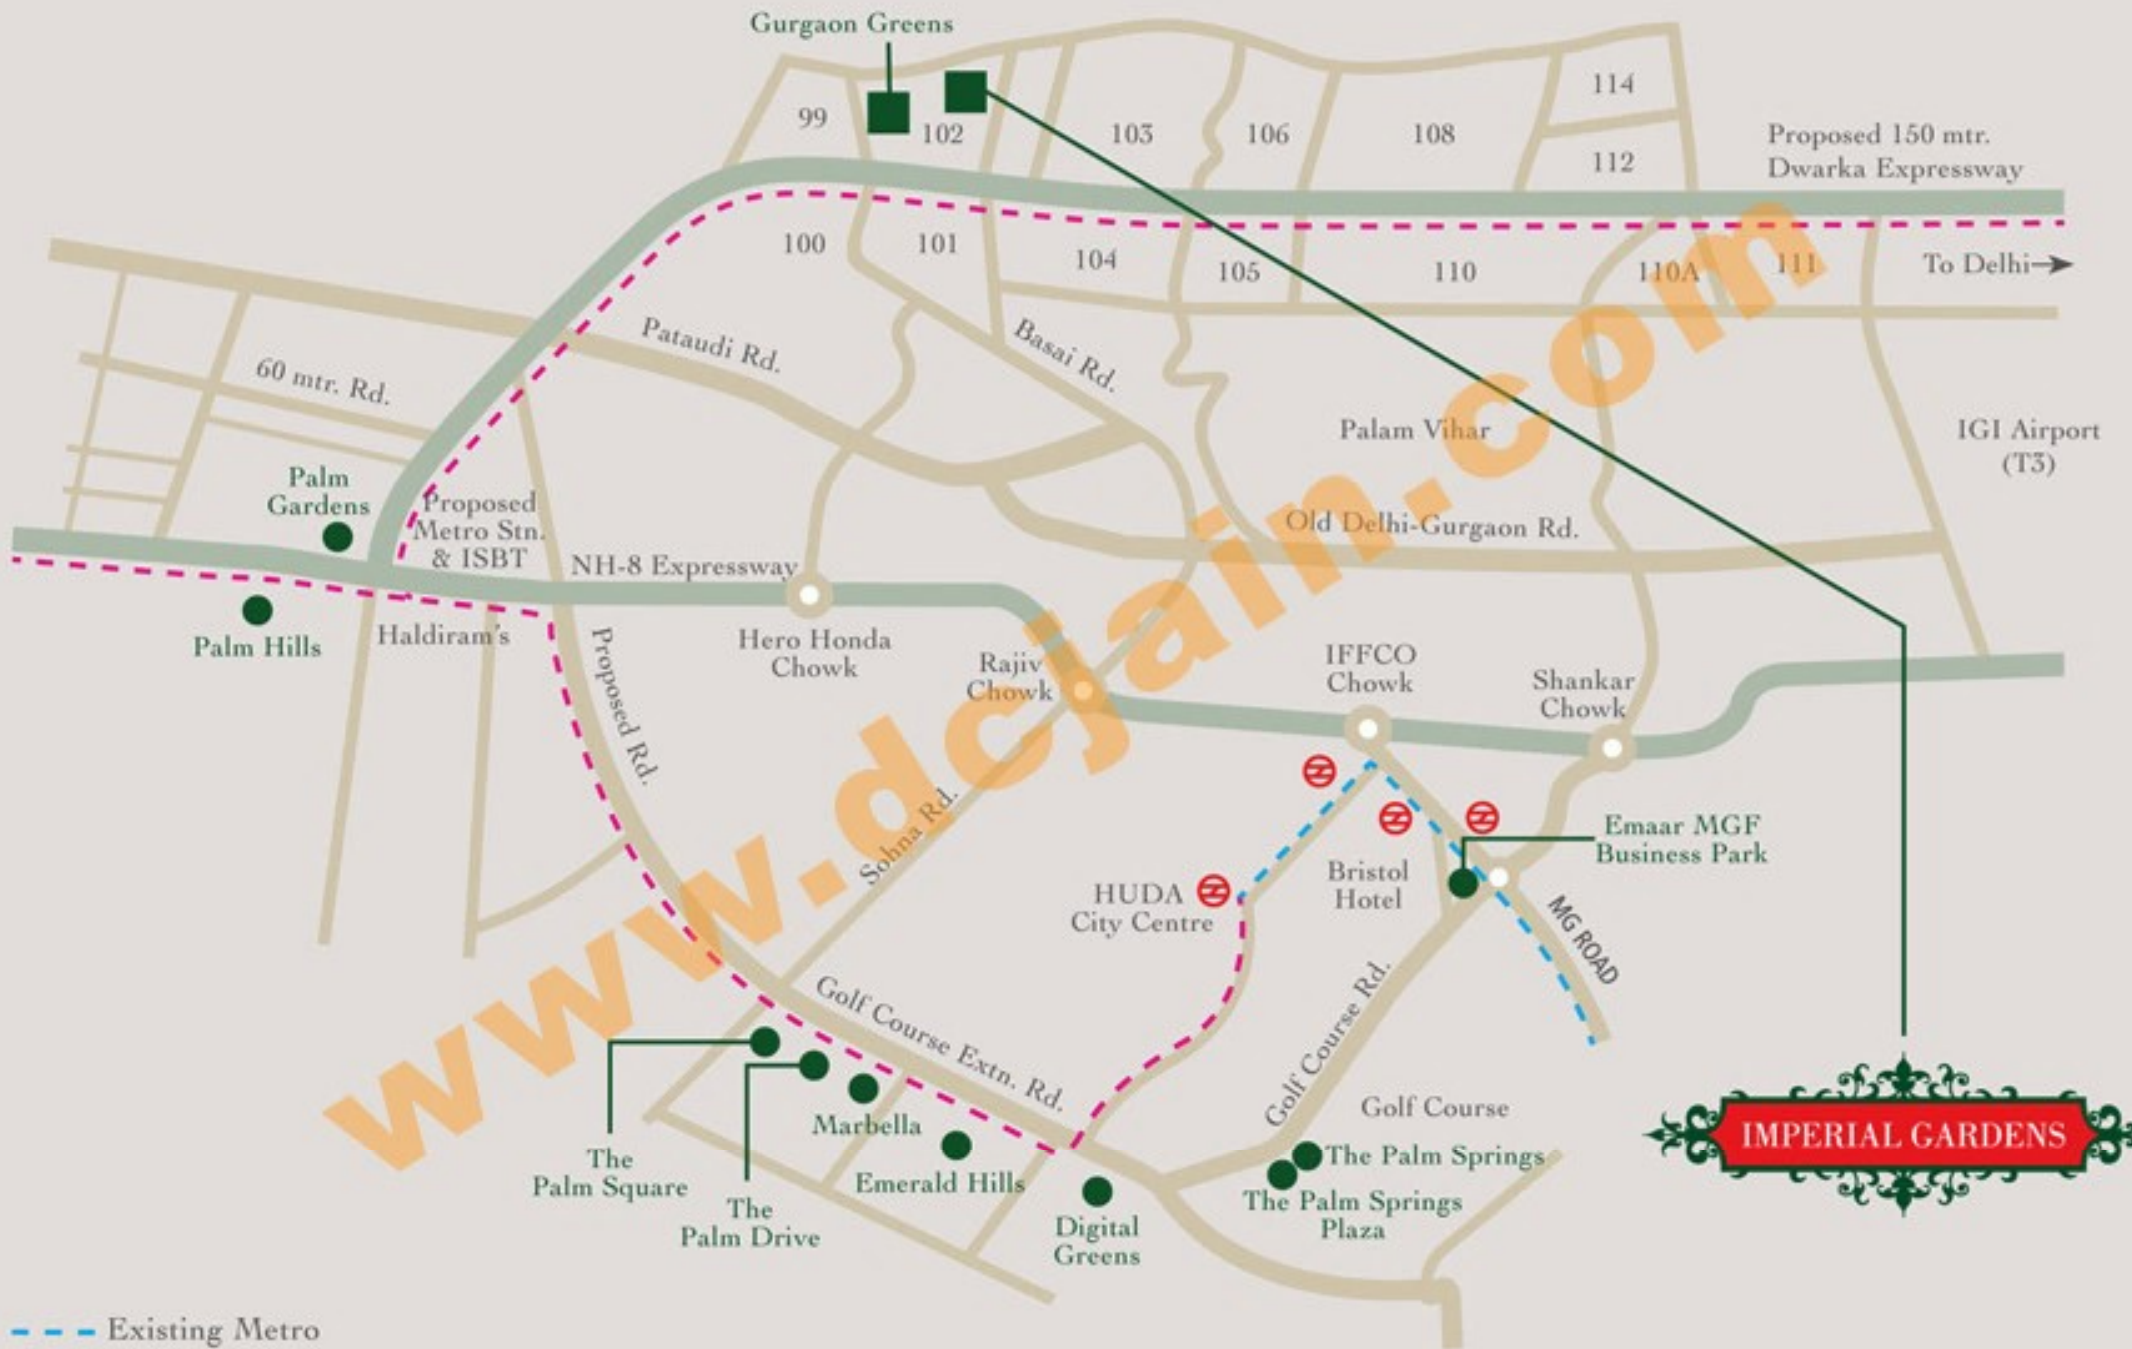 Gurgaon Greens
99
102
103
106
108
114
112
Proposed 150 mtr.
Dwarka Expressway
100
101
104
105
110
110A
111
To Delhi
Pataudi Rd.
Basai Rd.
60 mtr. Rd.
Palam Vihar
IGI Airport
(T3)
Palm
Gardens
Proposed
Metro Stn.
& ISBT
Old Delhi-Gurgaon Rd.
NH-8 Expressway
Palm Hills
Haldiram's
Hero Honda
Chowk
Rajiv
Chowk
IFFCO
Chowk
Shankar
Chowk
Proposed Rd.
Sohna Rd.
Emaar MGF
Business Park
Bristol
Hotel
HUDA
City Centre
MG ROAD
Golf Course Extn. Rd.
Golf Course Rd.
Golf Course
The Palm Springs
The Palm Springs
Plaza
Marbella
Emerald Hills
The
Palm Square
The
Palm Drive
Digital
Greens
IMPERIAL GARDENS
Existing Metro
www.dcjain.com